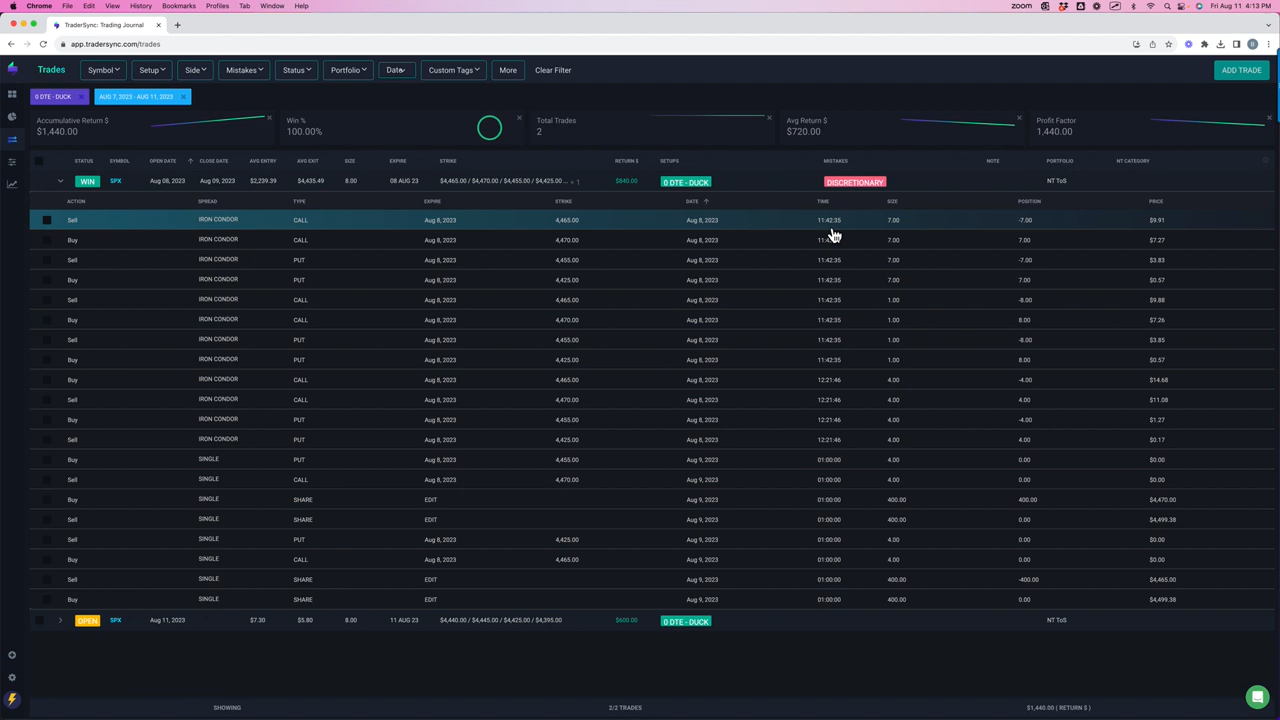 Chrome File Edit View History Bookmarks Profiles Tab Window Help zoom Fri Aug 11 4:13 PM
TraderSync: Trading Journal
app.tradersync.com/trades
Trades Symbol Setup Side Mistakes Status Portfolio Date Custom Tags More Clear Filter ADD TRADE
0 DTE - DUCK × AUG 7, 2023 - AUG 11, 2023 ×
Accumulative Return $ Win % Total Trades Avg Return $ Profit Factor
$1,440.00 100.00% 2 $720.00 1,440.00
STATUS SYMBOL OPEN DATE CLOSE DATE AVG ENTRY AVG EXIT SIZE EXPIRE STRIKE RETURN $ SETUPS MISTAKES NOTE PORTFOLIO NT CATEGORY
WIN SPX Aug 08, 2023 Aug 09, 2023 $2,239.39 $4,435.49 8.00 08 AUG 23 $4,465.00 / $4,470.00 / $4,455.00 / $4,425.00 ... + 1 $840.00 0 DTE - DUCK DISCRETIONARY NT ToS
ACTION SPREAD TYPE EXPIRE STRIKE DATE TIME SIZE POSITION PRICE
Sell IRON CONDOR CALL Aug 8, 2023 4,465.00 Aug 8, 2023 11:42:35 7.00 -7.00 $9.91
Buy IRON CONDOR CALL Aug 8, 2023 4,470.00 Aug 8, 2023 7.00 7.00 $7.27
Sell IRON CONDOR PUT Aug 8, 2023 4,455.00 Aug 8, 2023 11:42:35 7.00 -7.00 $3.83
Buy IRON CONDOR PUT Aug 8, 2023 4,425.00 Aug 8, 2023 11:42:35 7.00 7.00 $0.57
Sell IRON CONDOR CALL Aug 8, 2023 4,465.00 Aug 8, 2023 11:42:35 1.00 -8.00 $9.88
Buy IRON CONDOR CALL Aug 8, 2023 4,470.00 Aug 8, 2023 11:42:35 1.00 8.00 $7.26
Sell IRON CONDOR PUT Aug 8, 2023 4,455.00 Aug 8, 2023 11:42:35 1.00 -8.00 $3.85
Buy IRON CONDOR PUT Aug 8, 2023 4,425.00 Aug 8, 2023 11:42:35 1.00 8.00 $0.57
Buy IRON CONDOR CALL Aug 8, 2023 4,465.00 Aug 8, 2023 12:21:46 4.00 -4.00 $14.68
Sell IRON CONDOR CALL Aug 8, 2023 4,470.00 Aug 8, 2023 12:21:46 4.00 4.00 $11.08
Buy IRON CONDOR PUT Aug 8, 2023 4,455.00 Aug 8, 2023 12:21:46 4.00 -4.00 $1.27
Sell IRON CONDOR PUT Aug 8, 2023 4,425.00 Aug 8, 2023 12:21:46 4.00 4.00 $0.17
Buy SINGLE PUT Aug 8, 2023 4,455.00 Aug 9, 2023 01:00:00 4.00 0.00 $0.00
Sell SINGLE CALL Aug 8, 2023 4,470.00 Aug 9, 2023 01:00:00 4.00 0.00 $0.00
Buy SINGLE SHARE EDIT Aug 9, 2023 01:00:00 400.00 400.00 $4,470.00
Sell SINGLE SHARE EDIT Aug 9, 2023 01:00:00 400.00 0.00 $4,499.38
Sell SINGLE PUT Aug 8, 2023 4,425.00 Aug 9, 2023 01:00:00 4.00 0.00 $0.00
Buy SINGLE CALL Aug 8, 2023 4,465.00 Aug 9, 2023 01:00:00 4.00 0.00 $0.00
Sell SINGLE SHARE EDIT Aug 9, 2023 01:00:00 400.00 -400.00 $4,465.00
Buy SINGLE SHARE EDIT Aug 9, 2023 01:00:00 400.00 0.00 $4,499.38
OPEN SPX Aug 11, 2023 $7.30 $5.80 8.00 11 AUG 23 $4,440.00 / $4,445.00 / $4,425.00 / $4,395.00 $600.00 0 DTE - DUCK NT ToS
SHOWING 2/2 TRADES $1,440.00 ( RETURN $ )